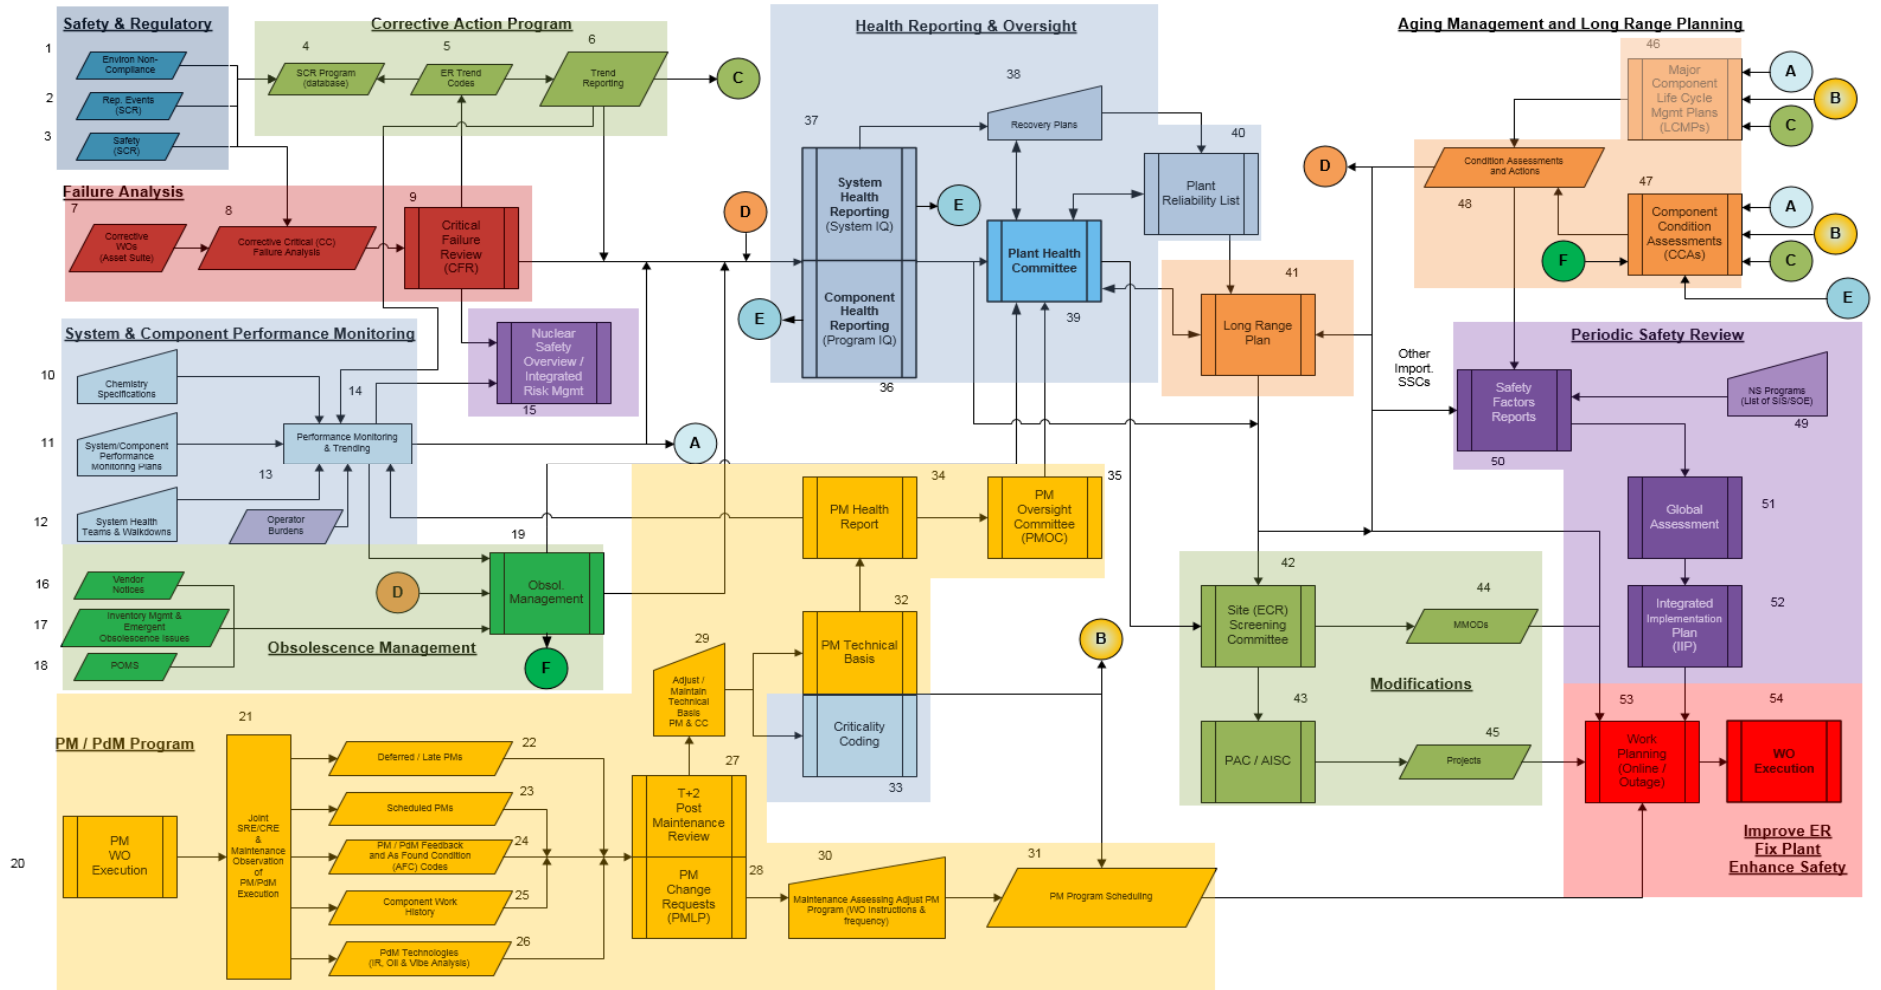 Safety & Regulatory
1
Environ Non-
Compliance
2
Rep. Events
(SCR)
3
Safety
(SCR)
Corrective Action Program
4
SCR Program
(database)
5
ER Trend
Codes
6
Trend
Reporting
C
Failure Analysis
7
Corrective
WOs
(Asset Suite)
8
Corrective Critical (CC)
Failure Analysis
9
Critical
Failure
Review
(CFR)
System & Component Performance Monitoring
10
Chemistry
Specifications
11
System/Component
Performance
Monitoring Plans
12
System Health
Teams & Walkdowns
13
Operator
Burdens
14
Performance Monitoring
& Trending
Nuclear
Safety
Overview /
Integrated
Risk Mgmt
15
A
16
Vendor
Notices
17
Inventory Mgmt &
Emergent
Obsolescence Issues
18
POMS
D
19
Obsol.
Management
Obsolescence Management
F
PM / PdM Program
20
PM
WO
Execution
21
Joint
SRE/CRE
&
Maintenance
Observation
of
PM/PdM
Execution
22
Deferred / Late PMs
23
Scheduled PMs
24
PM / PdM Feedback
and As Found Condition
(AFC) Codes
25
Component Work
History
26
PdM Technologies
(IR, Oil & Vibe Analysis)
27
T+2
Post
Maintenance
Review
28
PM
Change
Requests
(PMLP)
29
Adjust /
Maintain
Technical
Basis
PM & CC
30
Maintenance Assessing Adjust PM
Program (WO Instructions &
frequency)
31
PM Program Scheduling
32
PM Technical
Basis
33
Criticality
Coding
B
34
PM Health
Report
35
PM
Oversight
Committee
(PMOC)
Health Reporting & Oversight
D
E
E
36
37
System
Health
Reporting
(System IQ)
Component
Health
Reporting
(Program IQ)
38
Recovery Plans
39
Plant Health
Committee
40
Plant
Reliability List
41
Long Range
Plan
42
Site (ECR)
Screening
Committee
43
PAC / AISC
44
MMODs
45
Projects
Modifications
Aging Management and Long Range Planning
46
Major
Component
Life Cycle
Mgmt Plans
(LCMPs)
A
B
C
D
Condition Assessments
and Actions
48
47
Component
Condition
Assessments
(CCAs)
A
B
C
F
E
Other
Import.
SSCs
Periodic Safety Review
49
NS Programs
(List of SIS/SOE)
50
Safety
Factors
Reports
51
Global
Assessment
52
Integrated
Implementation
Plan
(IIP)
53
Work
Planning
(Online /
Outage)
54
WO
Execution
Improve ER
Fix Plant
Enhance Safety